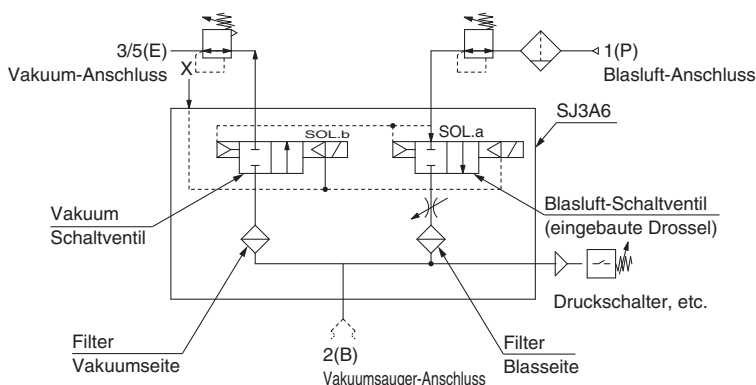 3/5(E)
Vakuum-Anschluss
X
1(P)
Blasluft-Anschluss
SJ3A6
SOL.b
SOL.a
Vakuum
Schaltventil
Blasluft-Schaltventil
(eingebaute Drossel)
Druckschalter, etc.
Filter
Vakuumseite
2(B)
Vakuumsauger-Anschluss
Filter
Blasseite